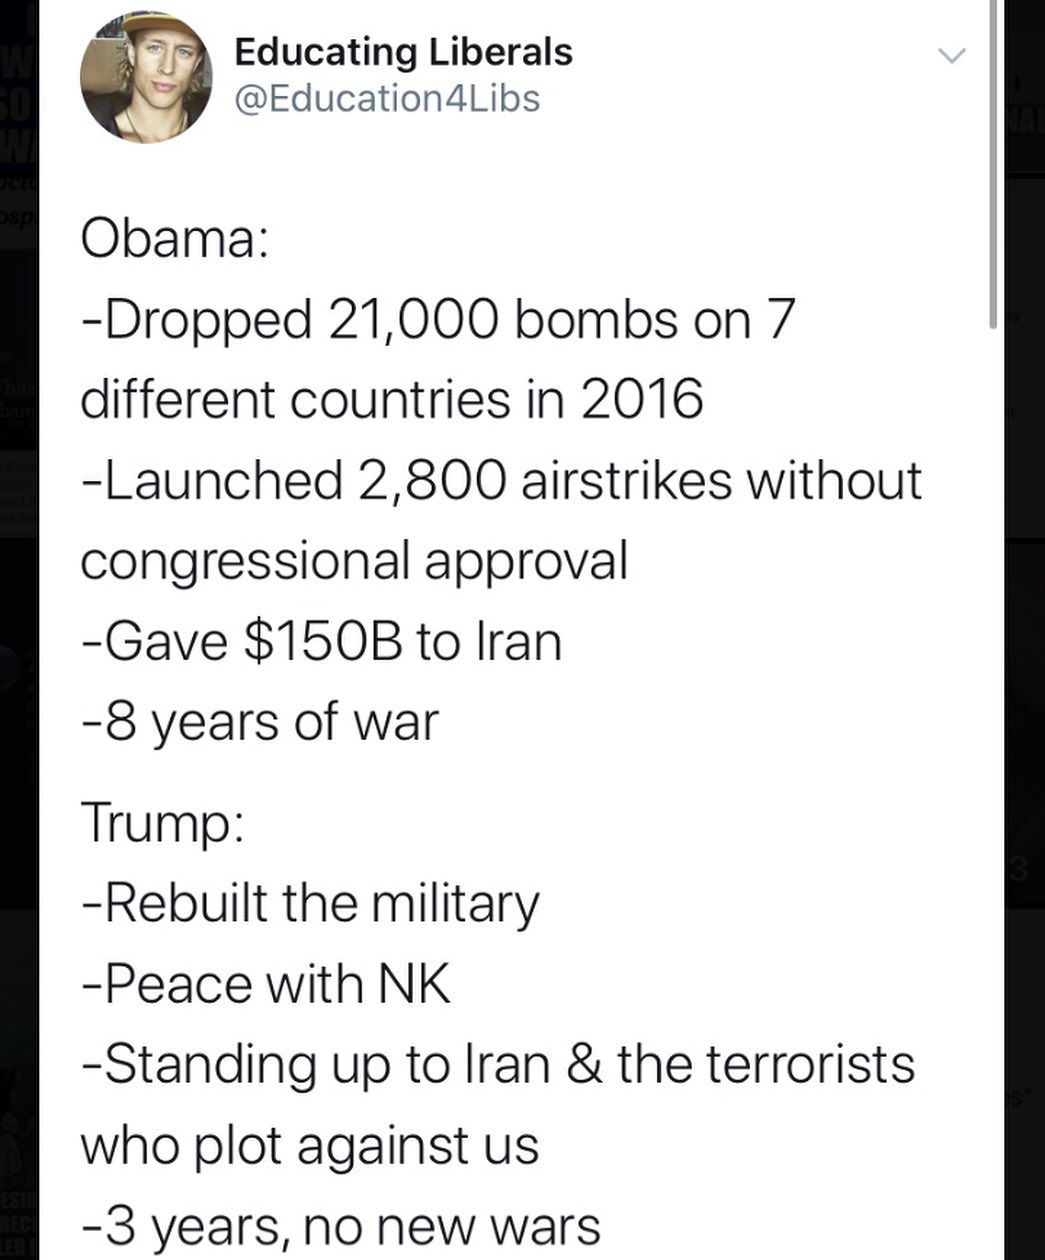 Educating Liberals
@Education4Libs
Obama:
-Dropped 21,000 bombs on 7
different countries in 2016
-Launched 2,800 airstrikes without
congressional approval
-Gave $150B to Iran
-8 years of war
Trump:
-Rebuilt the military
-Peace with NK
-Standing up to Iran & the terrorists
who plot against us
-3 years, no new wars